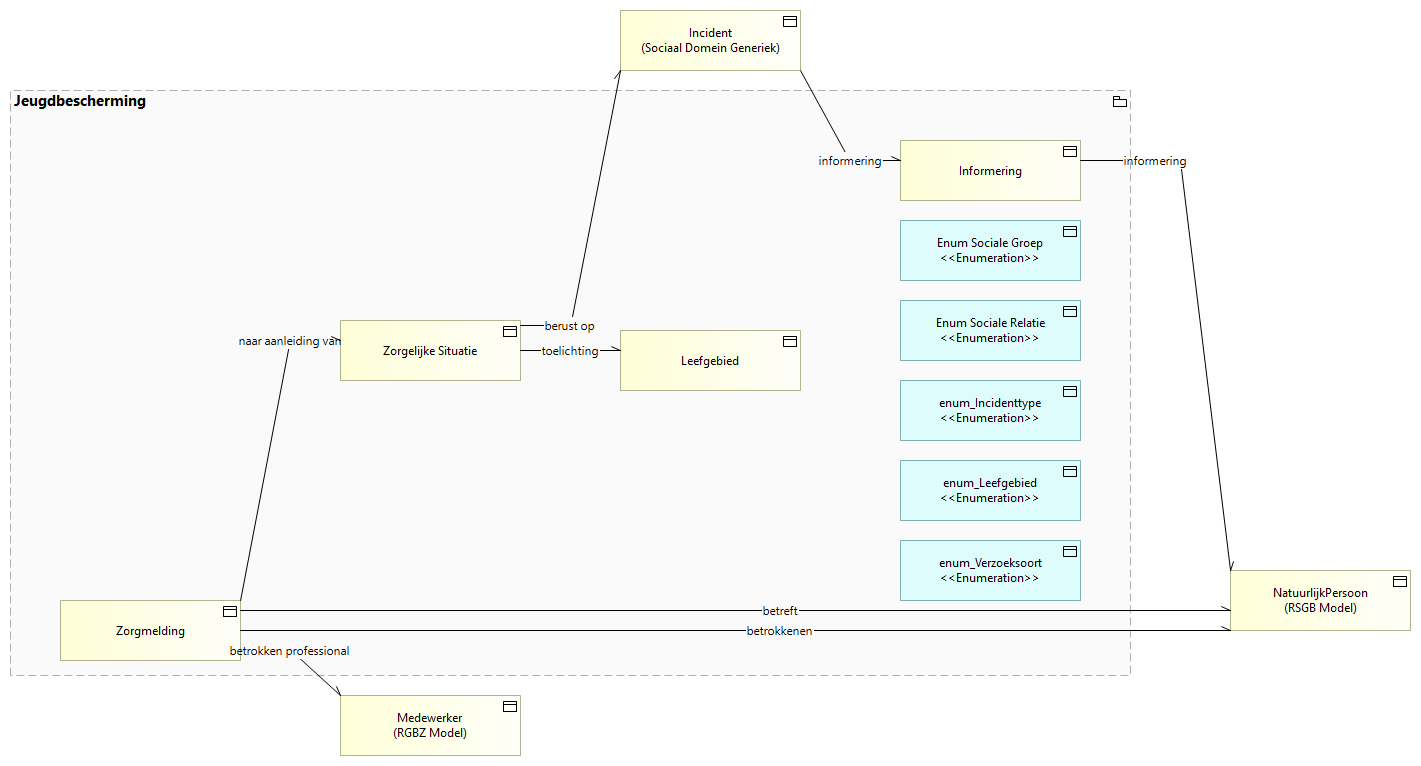 Incident
(Sociaal Domein Generiek)
Jeugdbescherming
informering
Informering
informering
Enum Sociale Groep
<<Enumeration>>
Enum Sociale Relatie
<<Enumeration>>
naar aanleiding van
Zorgelijke Situatie
berust op
toelichting
Leefgebied
enum_Incidenttype
<<Enumeration>>
enum_Leefgebied
<<Enumeration>>
enum_Verzoeksoort
<<Enumeration>>
NatuurlijkPersoon
(RSGB Model)
Zorgmelding
betreft
betrokkenen
betrokken professional
Medewerker
(RGBZ Model)